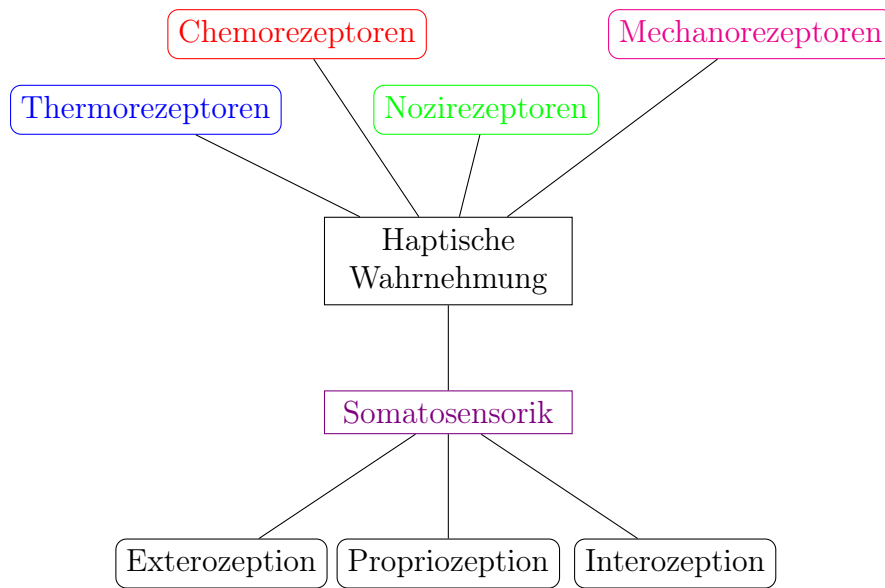 Chemorezeptoren
Mechanorezeptoren
Thermorezeptoren
Nozirezeptoren
Haptische
Wahrnehmung
Somatosensorik
Exterozeption
Propriozeption
Interozeption